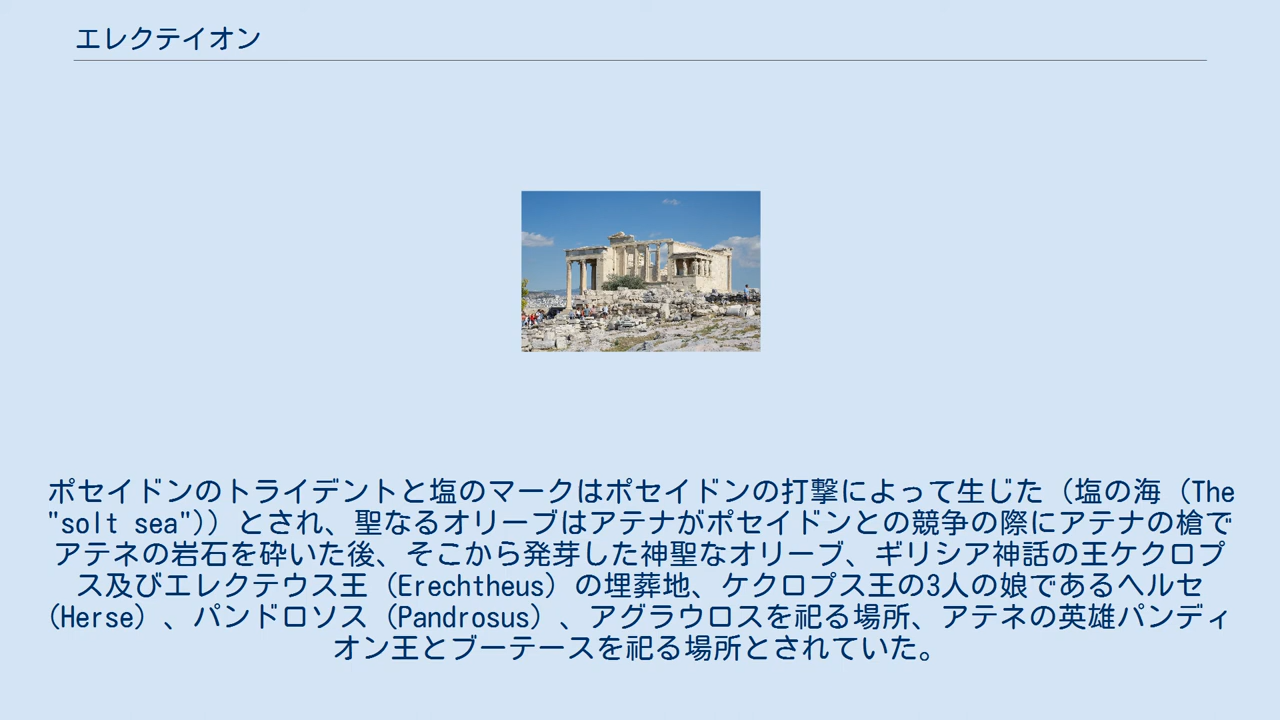 エレクテイオン
ポセイドンのトライデントと塩のマークはポセイドンの打撃によって生じた（塩の海（The
"solt sea")）とされ、聖なるオリーブはアテナがポセイドンとの競争の際にアテナの槍で
アテネの岩石を砕いた後、そこから発芽した神聖なオリーブ、ギリシア神話の王ケクロプ
ス及びエレクテウス王（Erechtheus）の埋葬地、ケクロプス王の3人の娘であるヘルセ
(Herse）、パンドロソス（Pandrosus）、アグラウロスを祀る場所、アテネの英雄パンディ
オン王とブーテースを祀る場所とされていた。